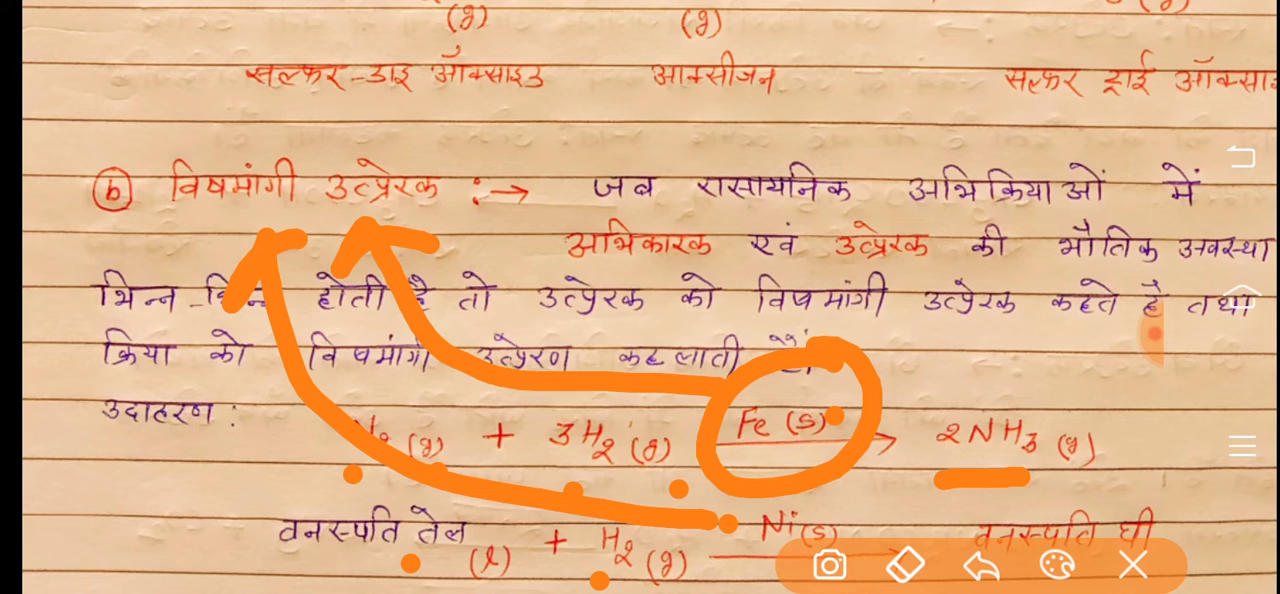 (g) (g) (g)
सल्फर-डाइ ऑक्साइड आक्सीजन सल्फर ट्राई
(b) विषमांगी उत्प्रेरक :→ जब रासायनिक अभिक्रियाओं में
अभिकारक एवं उत्प्रेरक की भौतिक अवस्था
भिन्न- होती है तो उत्प्रेरक को विषमांगी उत्प्रेरक कहते है तथा
क्रिया को विषमांगी उत्प्रेरण कहलाती है।
उदाहरण :
(g) + 3H₂ (g) Fe (s) → 2NH₃ (g)
वनस्पति तेल (l) + H₂ (g) Ni(s) वनस्पति घी